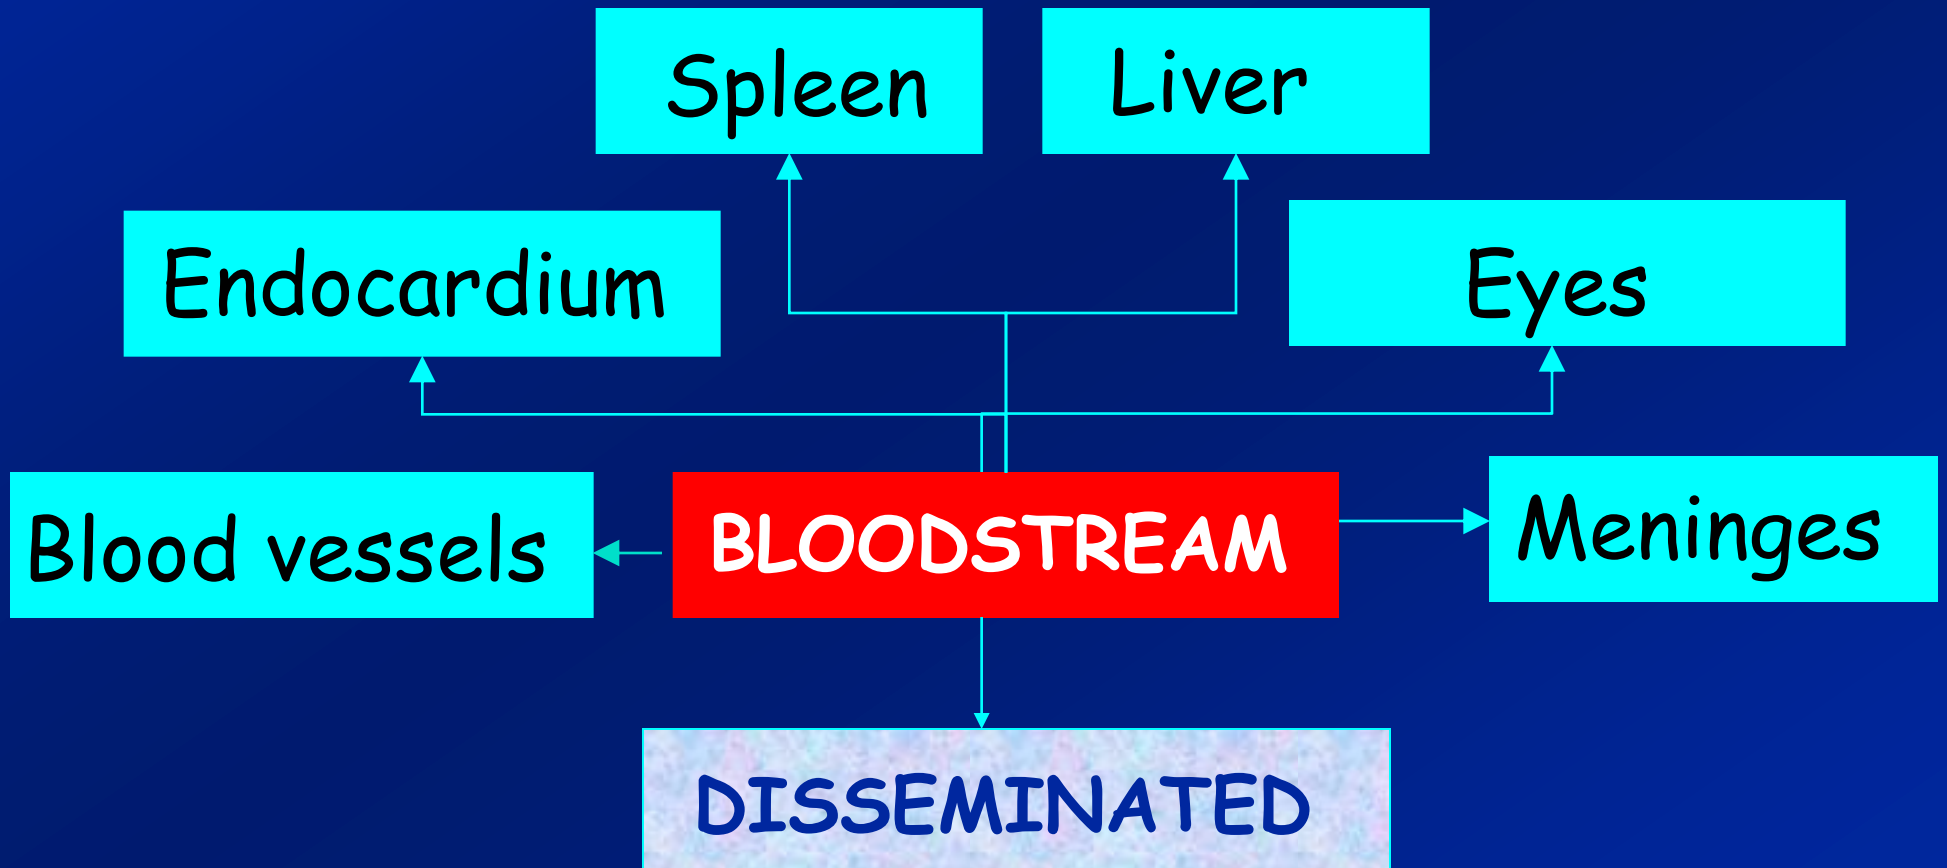 Spleen
Liver
Endocardium
Eyes
Blood vessels
BLOODSTREAM
Meninges
DISSEMINATED